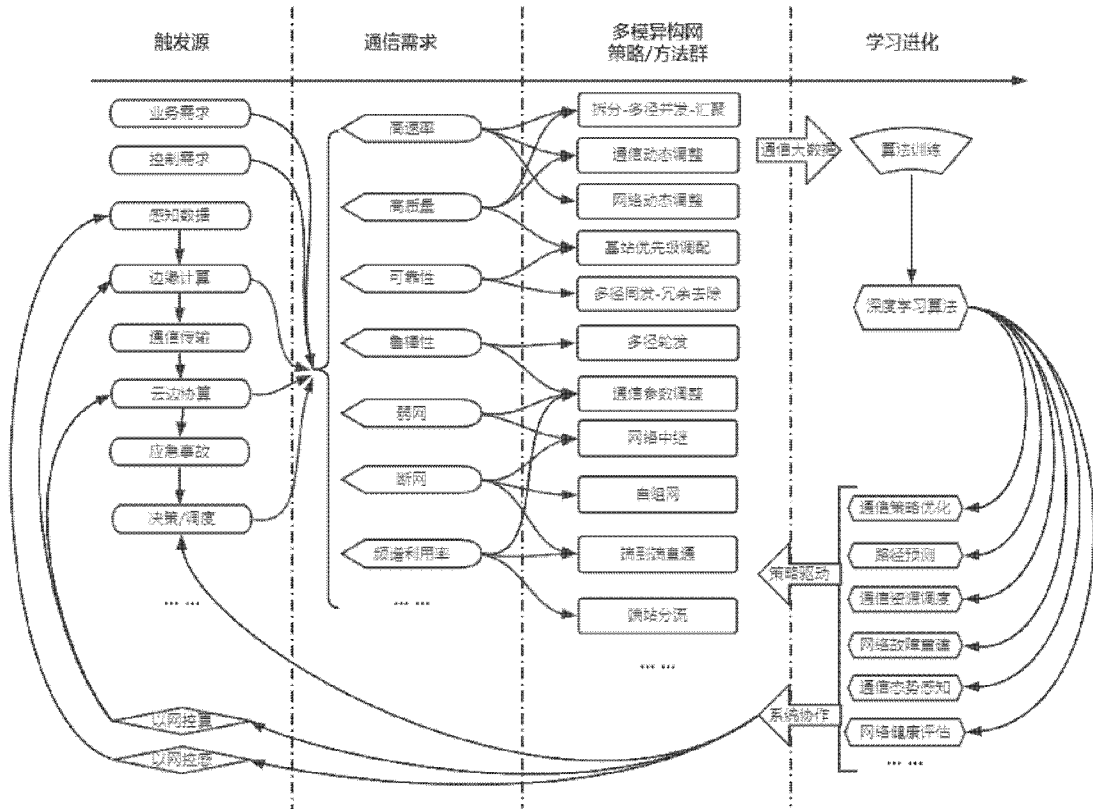 触发源
通信需求
多模异构网
策略/方法群
学习进化
业务需求
控制需求
感知数据
边缘计算
通信传输
云边协算
应急事故
决策/调度
... ...
以网控算
以网控感
高速率
高质量
可靠性
鲁棒性
弱网
断网
频谱利用率
... ...
拆分-多径并发-汇聚
通信动态调整
网络动态调整
基站优先级调配
多径同发-冗余去除
多径轮发
通信参数调整
网络中继
自组网
端到端直通
端站分流
... ...
通信大数据
算法训练
深度学习算法
策略驱动
系统协作
通信策略优化
路径预测
通信资源调度
网络故障重建
通信态势感知
网络健康评估
... ...